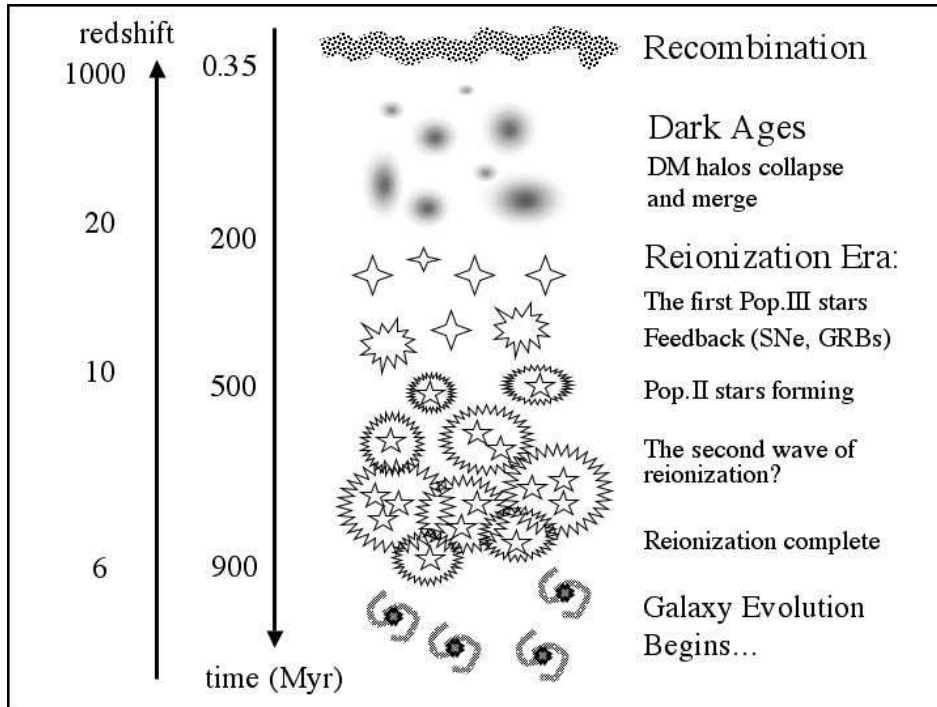 redshift
1000
20
10
6
0.35
200
500
900
time (Myr)
Recombination
Dark Ages
DM halos collapse
and merge
Reionization Era:
The first Pop.III stars
Feedback (SNe, GRBs)
Pop.II stars forming
The second wave of
reionization?
Reionization complete
Galaxy Evolution
Begins…